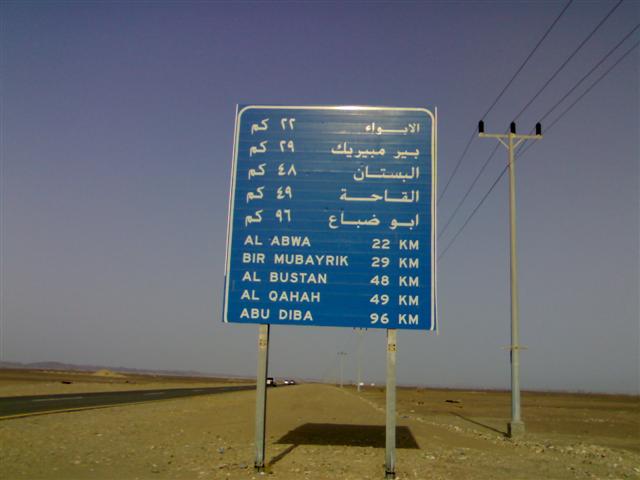 الابواء ٢٢ كم
بير مبيريك ٢٩ كم
البستان ٤٨ كم
القاحة ٤٩ كم
ابو ضباع ٩٦ كم
AL ABWA 22 KM
BIR MUBAYRIK 29 KM
AL BUSTAN 48 KM
AL QAHAH 49 KM
ABU DIBA 96 KM